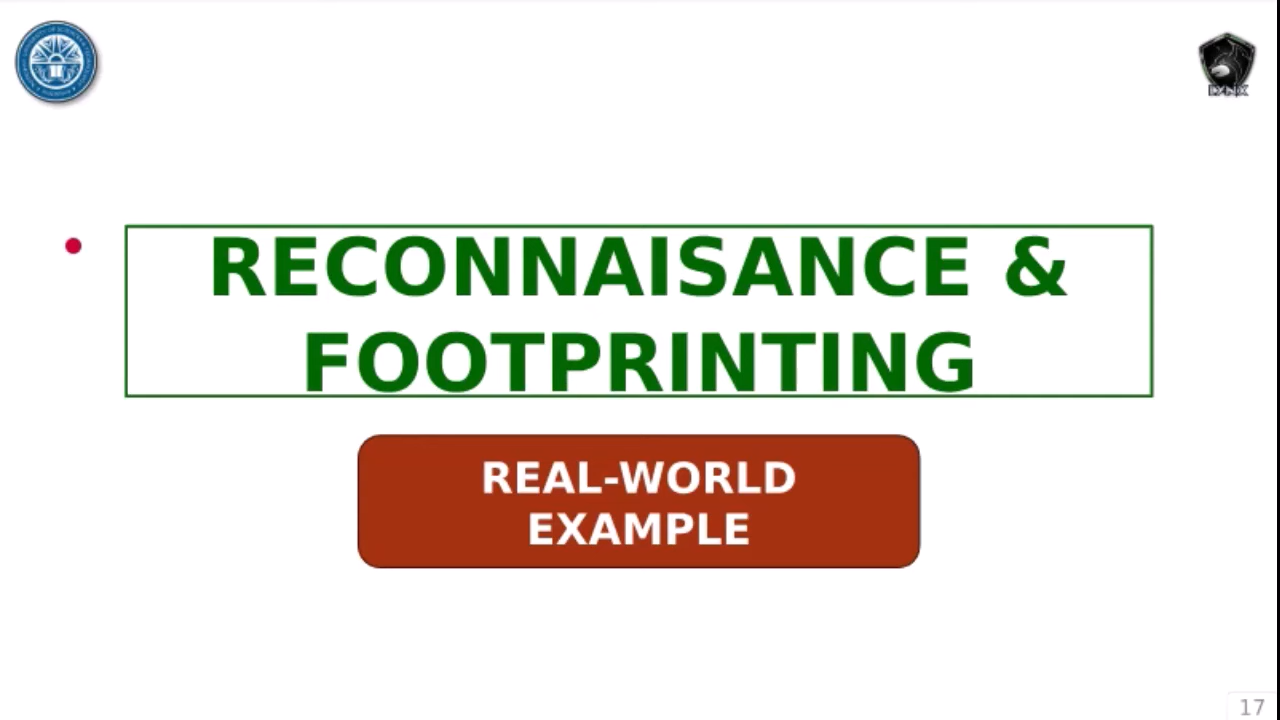 RECONNAISANCE &
FOOTPRINTING
REAL-WORLD
EXAMPLE
17